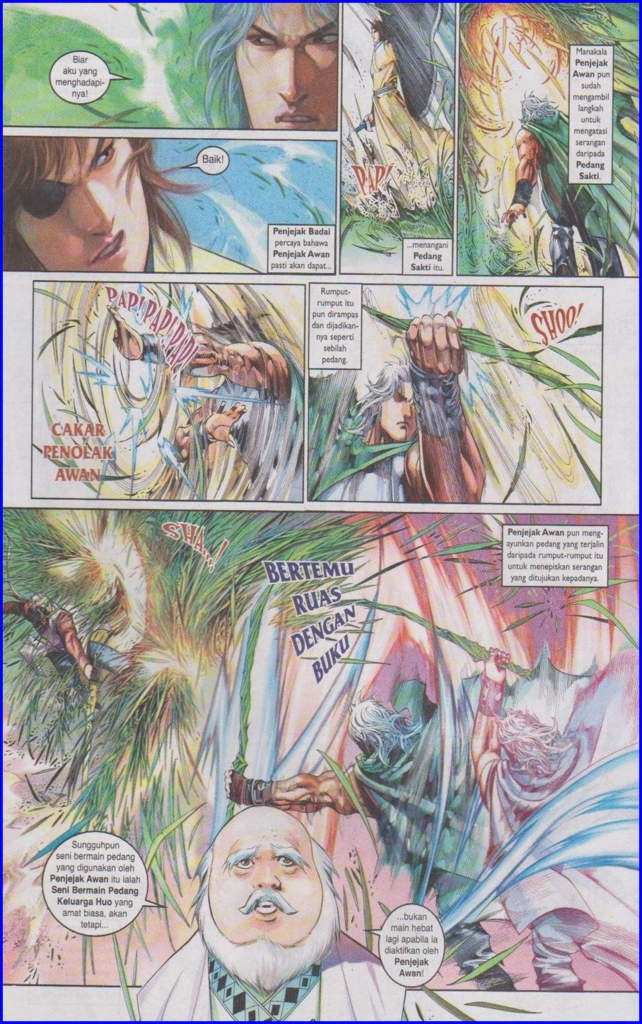 Biar
aku yang
menghadapi-
nya!
Baik!
Penjejak Badai
percaya bahawa
Penjejak Awan
pasti akan dapat...
PAP!
...menangani
Pedang
Sakti itu.
Manakala
Penjejak
Awan pun
sudah
mengambil
langkah
untuk
mengatasi
serangan
daripada
Pedang
Sakti.
PAP! PAP! PAP!
CAKAR
PENOLAK
AWAN
Rumput-
rumput itu
pun dirampas
dan dijadikan-
nya seperti
sebilah
pedang.
SHOO!
SHA...!
BERTEMU
RUAS
DENGAN
BUKU
Penjejak Awan pun meng-
ayunkan pedang yang terjalin
daripada rumput-rumput itu
untuk menepiskan serangan
yang ditujukan kepadanya.
Sungguhpun
seni bermain pedang
yang digunakan oleh
Penjejak Awan itu ialah
Seni Bermain Pedang
Keluarga Huo yang
amat biasa, akan
tetapi...
...bukan
main hebat
lagi apabila ia
diaktifkan oleh
Penjejak
Awan!